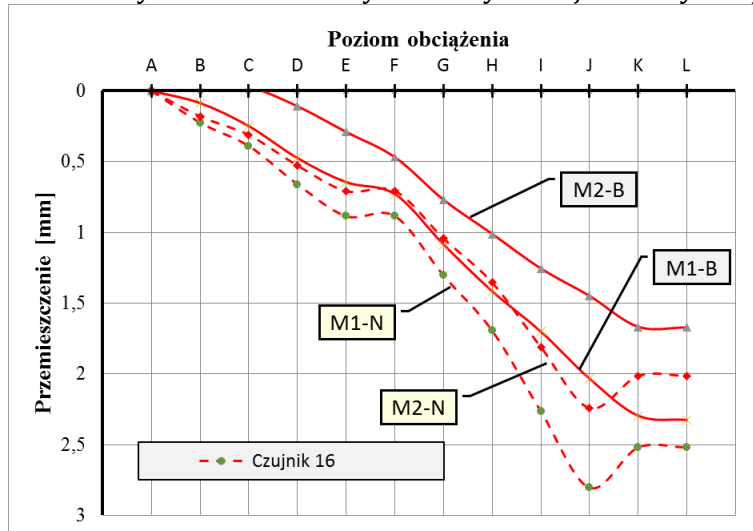 Poziom obciążenia
A B C D E F G H I J K L
0
0,5
1
1,5
2
2,5
3
Przemieszczenie [mm]
M2-B
M1-B
M1-N
M2-N
Czujnik 16